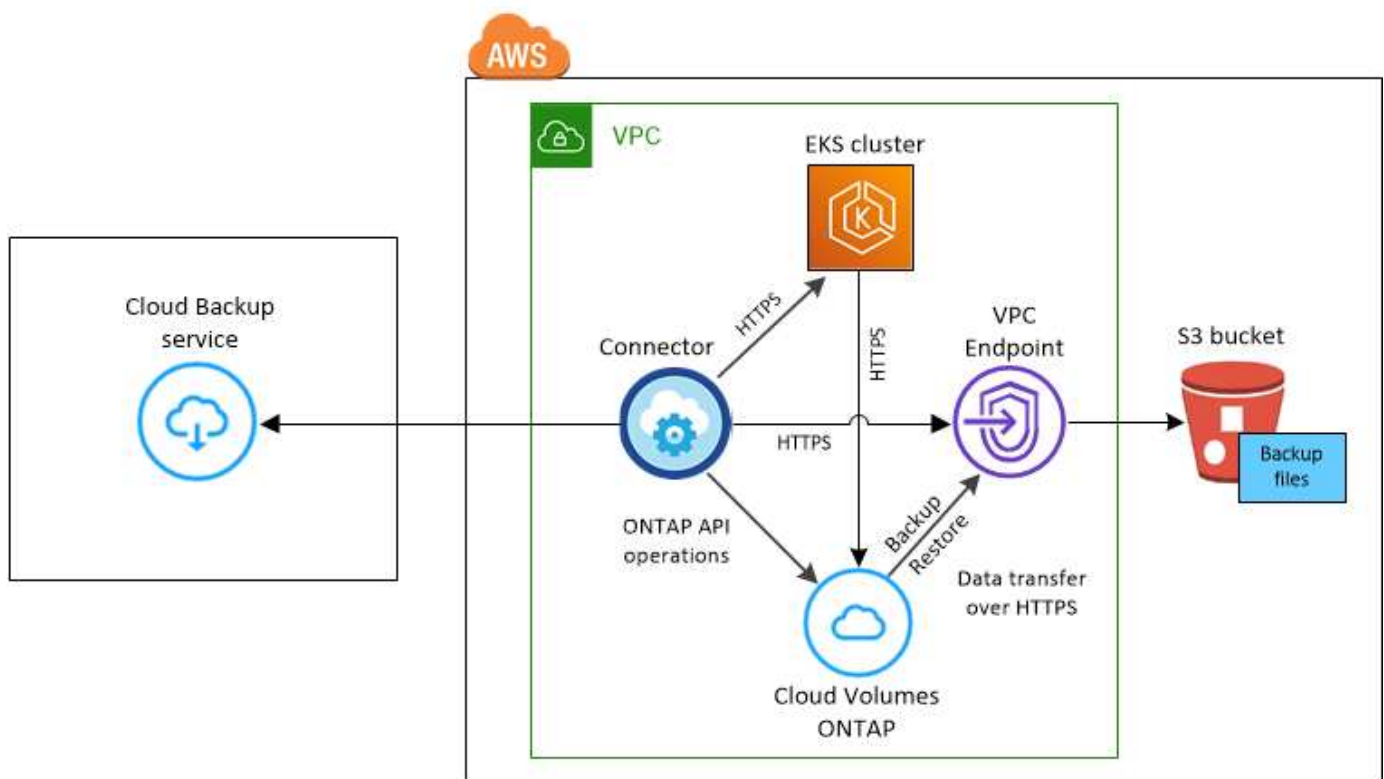 AWS
VPC
EKS cluster
K
Cloud Backup
service
HTTPS
HTTPS
VPC
Endpoint
S3 bucket
Connector
HTTPS
Backup
files
ONTAP API
operations
Backup
Restore
Data transfer
over HTTPS
Cloud Volumes
ONTAP